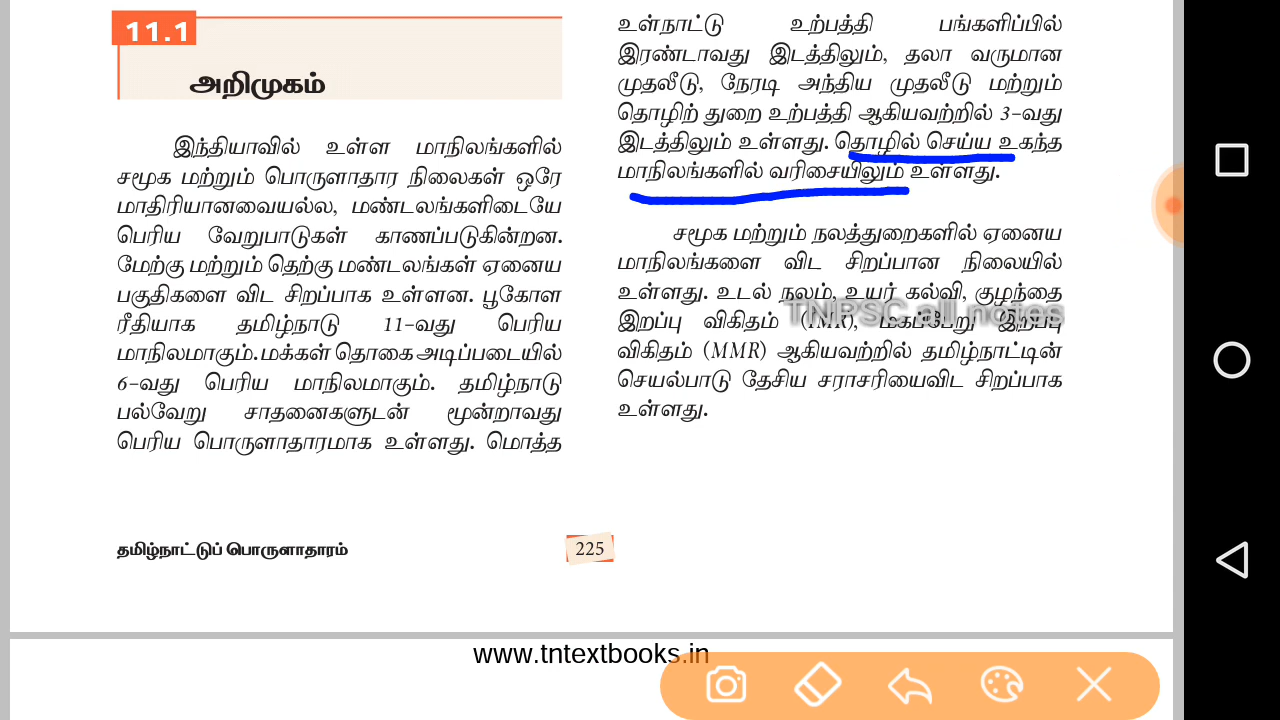 11.1
அறிமுகம்
இந்தியாவில் உள்ள மாநிலங்களில்
சமூக மற்றும் பொருளாதார நிலைகள் ஒரே
மாதிரியானவையல்ல, மண்டலங்களிடையே
பெரிய வேறுபாடுகள் காணப்படுகின்றன.
மேற்கு மற்றும் தெற்கு மண்டலங்கள் ஏனைய
பகுதிகளை விட சிறப்பாக உள்ளன. பூகோள
ரீதியாக தமிழ்நாடு 11-வது பெரிய
மாநிலமாகும். மக்கள் தொகை அடிப்படையில்
6-வது பெரிய மாநிலமாகும். தமிழ்நாடு
பல்வேறு சாதனைகளுடன் மூன்றாவது
பெரிய பொருளாதாரமாக உள்ளது. மொத்த
உள்நாட்டு உற்பத்தி பங்களிப்பில்
இரண்டாவது இடத்திலும், தலா வருமான
முதலீடு, நேரடி அந்திய முதலீடு மற்றும்
தொழிற் துறை உற்பத்தி ஆகியவற்றில் 3-வது
இடத்திலும் உள்ளது. தொழில் செய்ய உகந்த
மாநிலங்களில் வரிசையிலும் உள்ளது.
சமூக மற்றும் நலத்துறைகளில் ஏனைய
மாநிலங்களை விட சிறப்பான நிலையில்
உள்ளது. உடல் நலம், உயர் கல்வி, குழந்தை
இறப்பு விகிதம் (IMR), மகப்பேறு இறப்பு
விகிதம் (MMR) ஆகியவற்றில் தமிழ்நாட்டின்
செயல்பாடு தேசிய சராசரியைவிட சிறப்பாக
உள்ளது.
TNPSC all notes
தமிழ்நாட்டுப் பொருளாதாரம்
225
www.tntextbooks.in